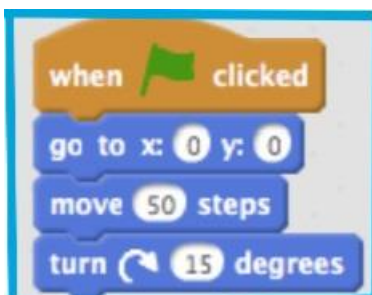 when clicked
go to x: 0 y: 0
move 50 steps
turn 15 degrees